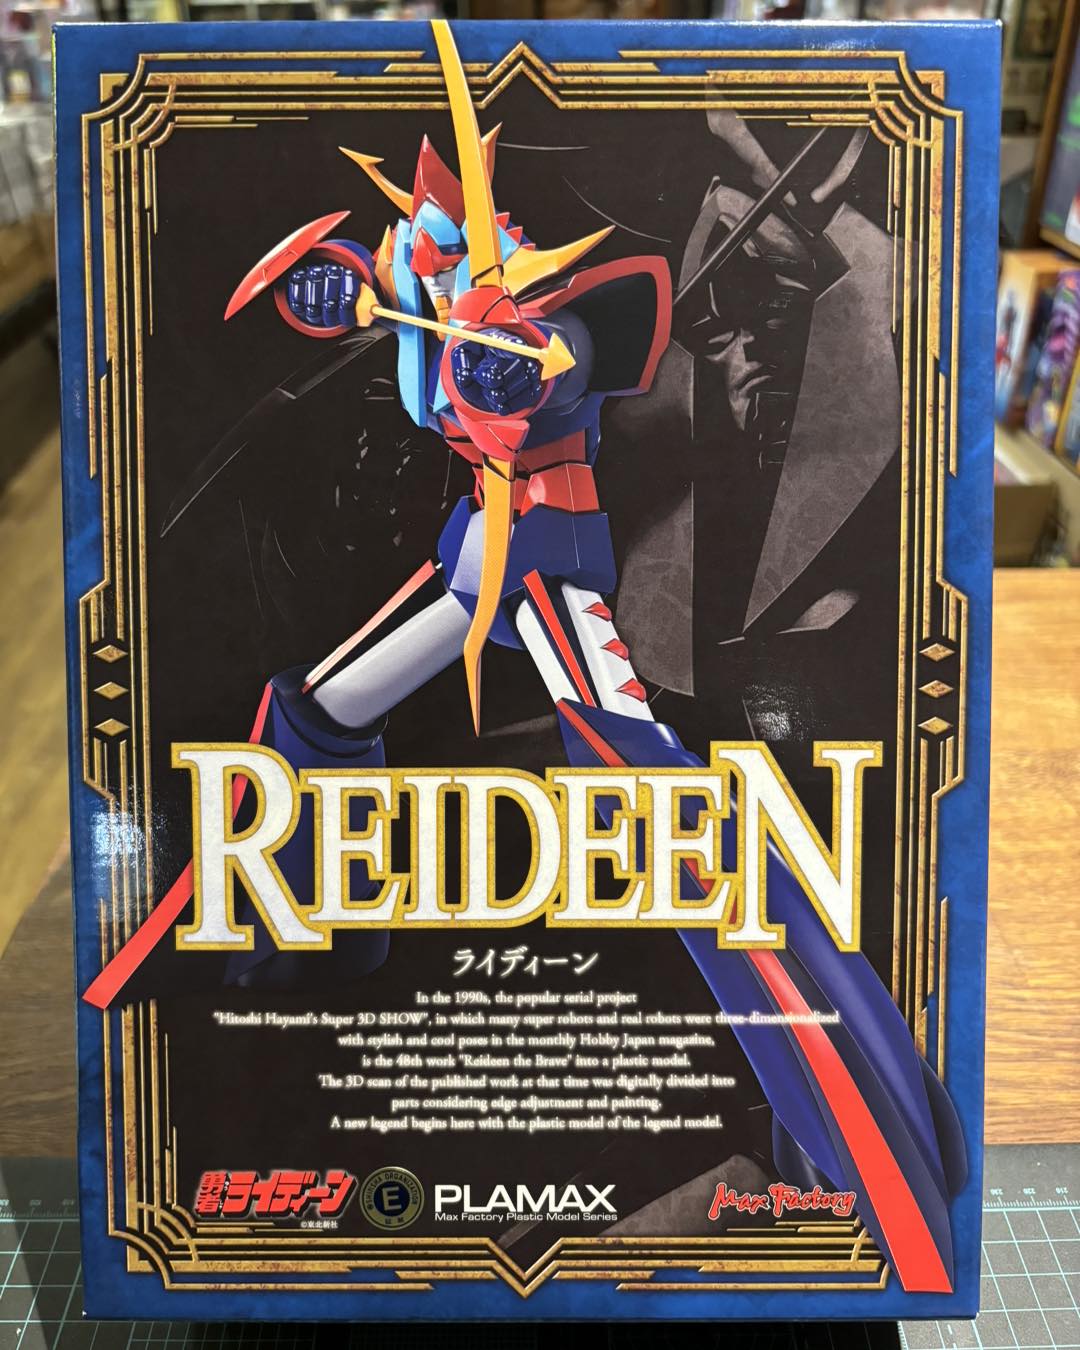 REIDEEN
ライディーン
In the 1990s, the popular serial project
"Hitoshi Hayami's Super 3D SHOW", in which many super robots and real robots were three-dimensionalized
with stylish and cool poses in the monthly Hobby Japan magazine,
is the 48th work "Reideen the Brave" into a plastic model.
The 3D scan of the published work at that time was digitally divided into
parts considering edge adjustment and painting.
A new legend begins here with the plastic model of the legend model.
勇者ライディーン
©東北新社
E
PLAMAX
Max Factory Plastic Model Series
Max Factory